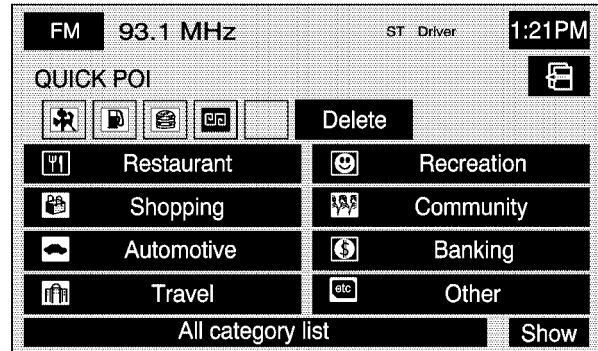 FM 93.1 MHz ST Driver 1:21PM
QUICK POI
Delete
Restaurant Recreation
Shopping Community
Automotive Banking
Travel etc Other
All category list Show